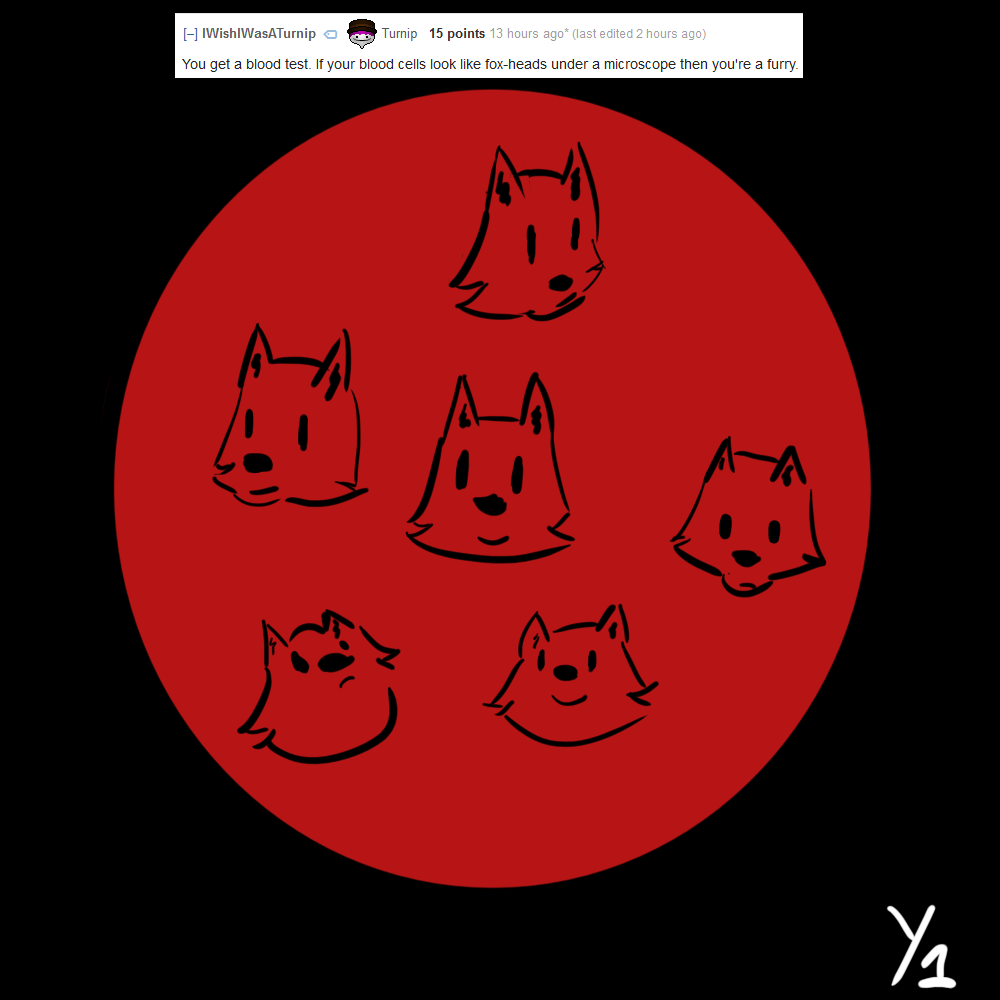 [–] IWishIWasATurnip Turnip 15 points 13 hours ago* (last edited 2 hours ago)
You get a blood test. If your blood cells look like fox-heads under a microscope then you're a furry.
Y1